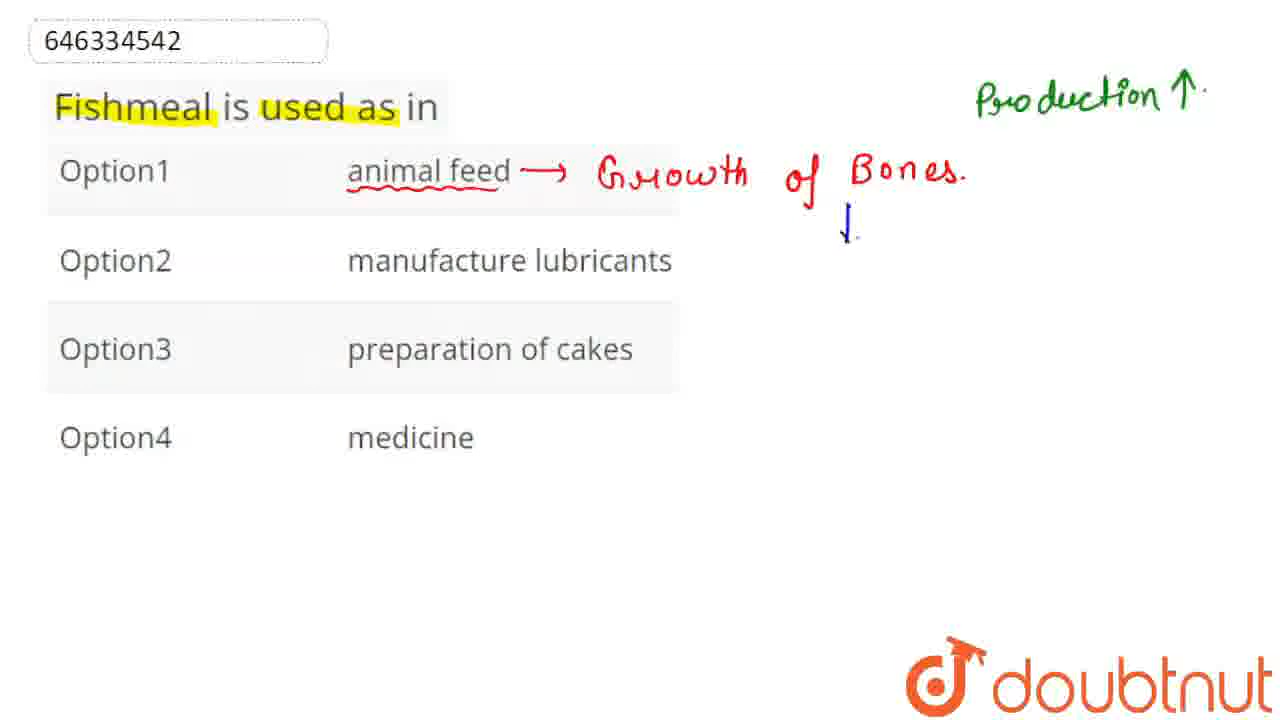 646334542
Fishmeal is used as in
Production ↑
Option1 animal feed → Growth of Bones.
↓
Option2 manufacture lubricants
Option3 preparation of cakes
Option4 medicine
doubtnut